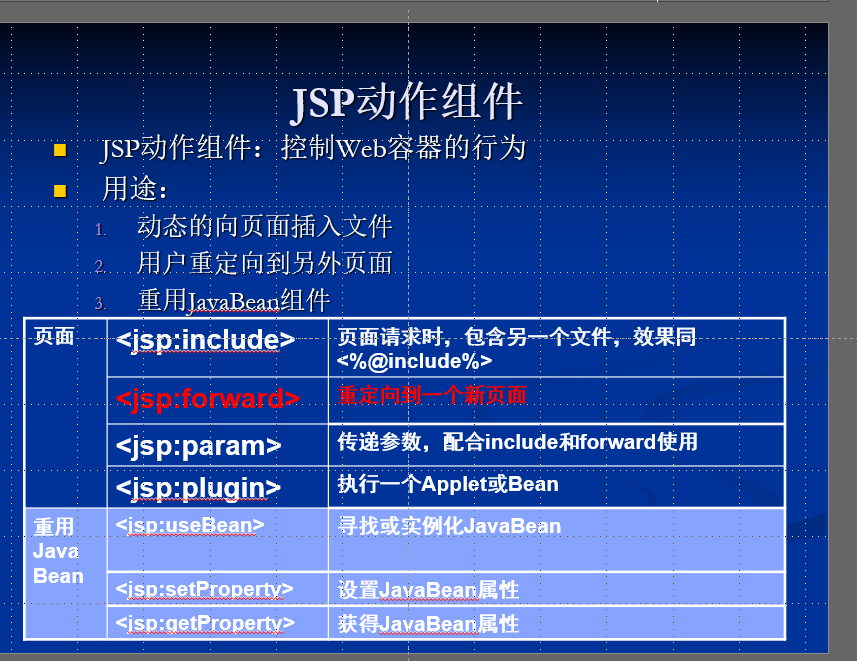 JSP动作组件
JSP动作组件：控制Web容器的行为
用途：
1. 动态的向页面插入文件
2. 用户重定向到另外页面
3. 重用JavaBean组件
页面
<jsp:include>
页面请求时，包含另一个文件，效果同
<%@include%>
<jsp:forward>
重定向到一个新页面
<jsp:param>
传递参数，配合include和forward使用
<jsp:plugin>
执行一个Applet或Bean
重用
Java
Bean
<jsp:useBean>
寻找或实例化JavaBean
<jsp:setProperty>
设置JavaBean属性
<jsp:getProperty>
获得JavaBean属性